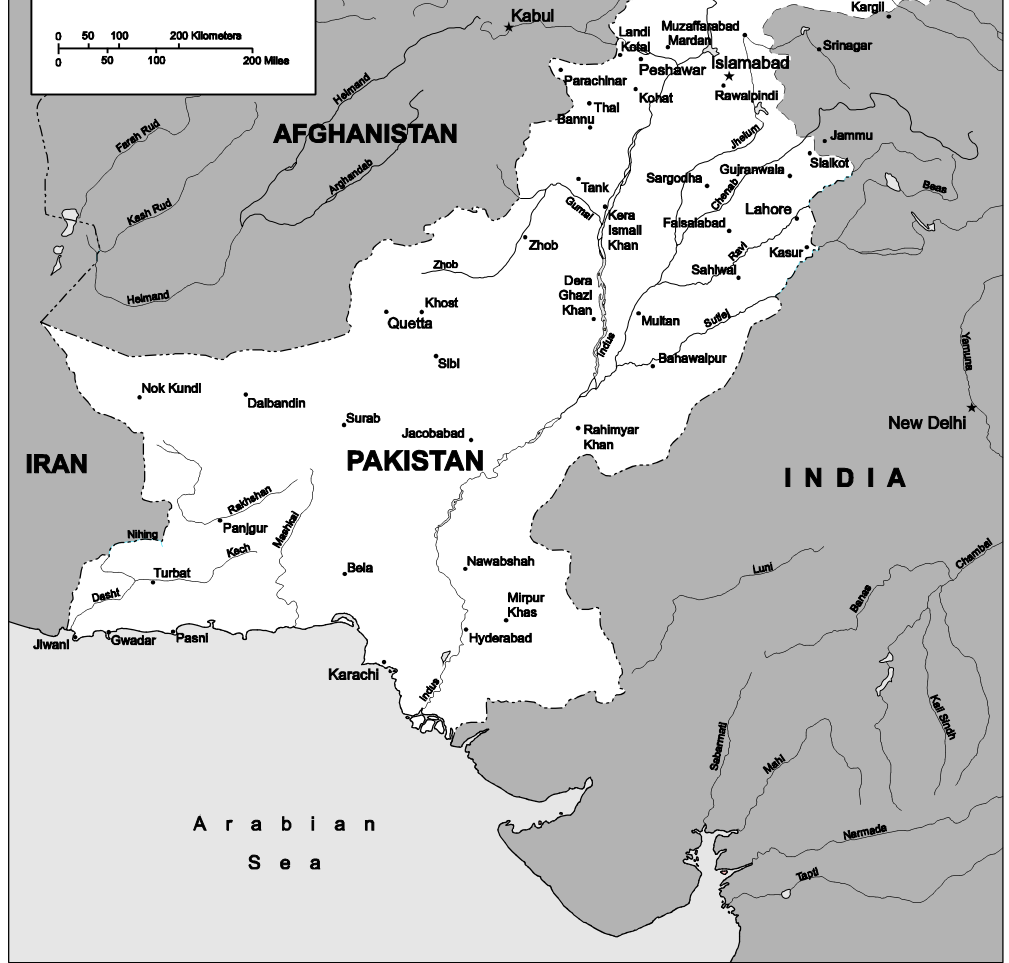 0 50 100 200 Kilometers
0 50 100 200 Miles
Kabul
Kargil
Muzaffarabad
Landi
Kotal
Mardan
Srinagar
Islamabad
Peshawar
Parachinar
Rawalpindi
Kohat
Thal
Bannu
Helmand
Farah Rud
AFGHANISTAN
Jhelum
Jammu
Sialkot
Arghandab
Gujranwala
Sargodha
Chenab
Beas
Tank
Gumal
Kash Rud
Lahore
Kera
Ismail
Khan
Faisalabad
Zhob
Ravi
Kasur
Zhob
Sahiwal
Dera
Ghazi
Khan
Helmand
Khost
Quetta
Multan
Sutlej
Indus
Yamuna
Sibi
Bahawalpur
Nok Kundi
Dalbandin
Surab
Jacobabad
Rahimyar
Khan
New Delhi
IRAN
PAKISTAN
INDIA
Rakhshan
Panjgur
Mashkai
Nihing
Kech
Turbat
Dasht
Bela
Nawabshah
Luni
Chambal
Banas
Mirpur
Khas
Hyderabad
Jiwani
Gwadar
Pasni
Karachi
Indus
Kali Sindh
Sabarmati
Mahi
Arabian
Sea
Narmada
Tapti